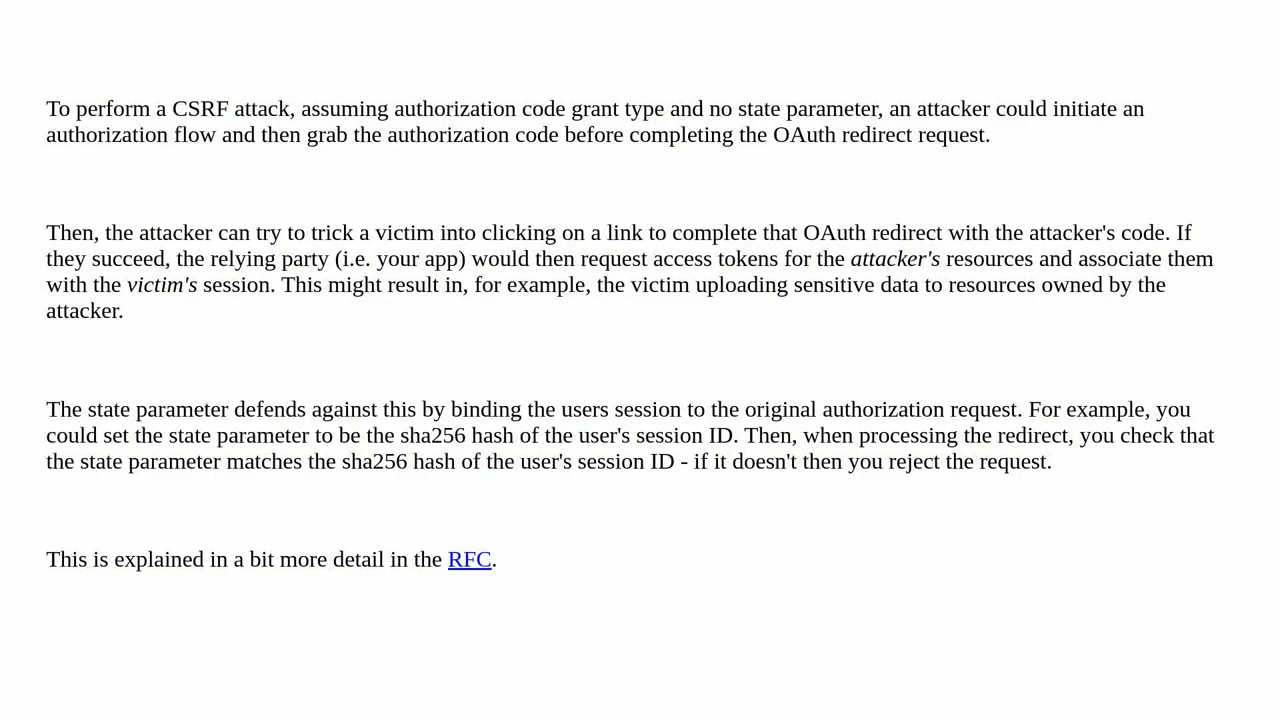 To perform a CSRF attack, assuming authorization code grant type and no state parameter, an attacker could initiate an
authorization flow and then grab the authorization code before completing the OAuth redirect request.
Then, the attacker can try to trick a victim into clicking on a link to complete that OAuth redirect with the attacker's code. If
they succeed, the relying party (i.e. your app) would then request access tokens for the attacker's resources and associate them
with the victim's session. This might result in, for example, the victim uploading sensitive data to resources owned by the
attacker.
The state parameter defends against this by binding the users session to the original authorization request. For example, you
could set the state parameter to be the sha256 hash of the user's session ID. Then, when processing the redirect, you check that
the state parameter matches the sha256 hash of the user's session ID - if it doesn't then you reject the request.
This is explained in a bit more detail in the RFC.